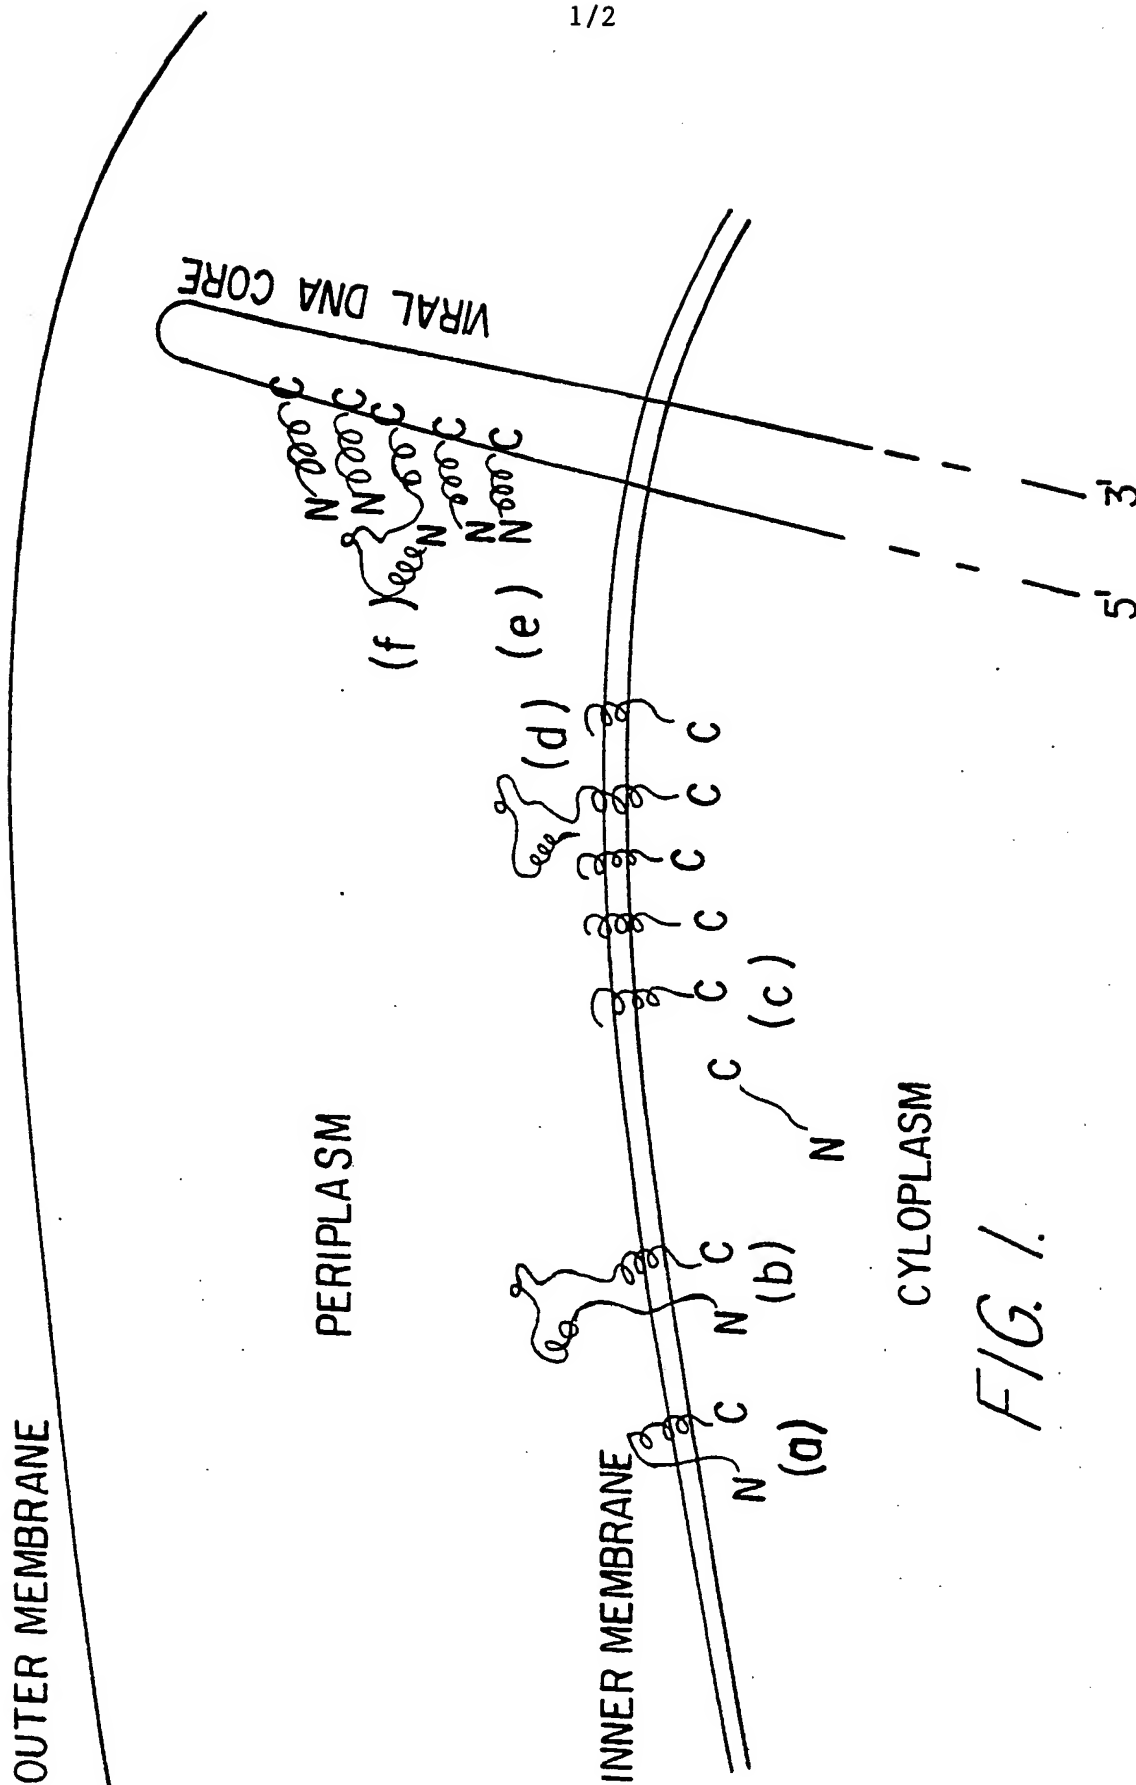 1/2
OUTER MEMBRANE
PERIPLASM
VIRAL DNA CORE
C
C
C
C
C
N
N
N
N
N
(f)
(e)
(d)
INNER MEMBRANE
N
C
(a)
N
C
(b)
N
C
C
C
C
C
C
(c)
CYLOPLASM
5'
3'
FIG. 1.